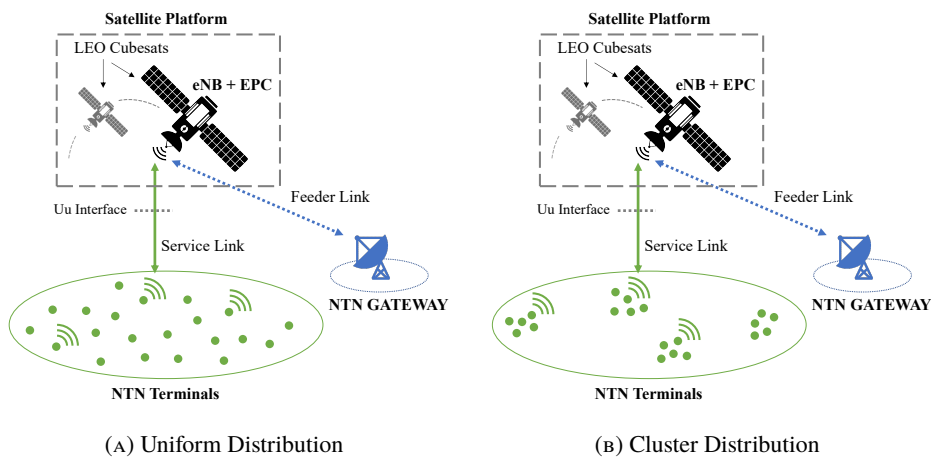 Satellite Platform
LEO Cubesats
eNB + EPC
Feeder Link
Uu Interface
Service Link
NTN GATEWAY
NTN Terminals
(A) Uniform Distribution
Satellite Platform
LEO Cubesats
eNB + EPC
Feeder Link
Uu Interface
Service Link
NTN GATEWAY
NTN Terminals
(B) Cluster Distribution